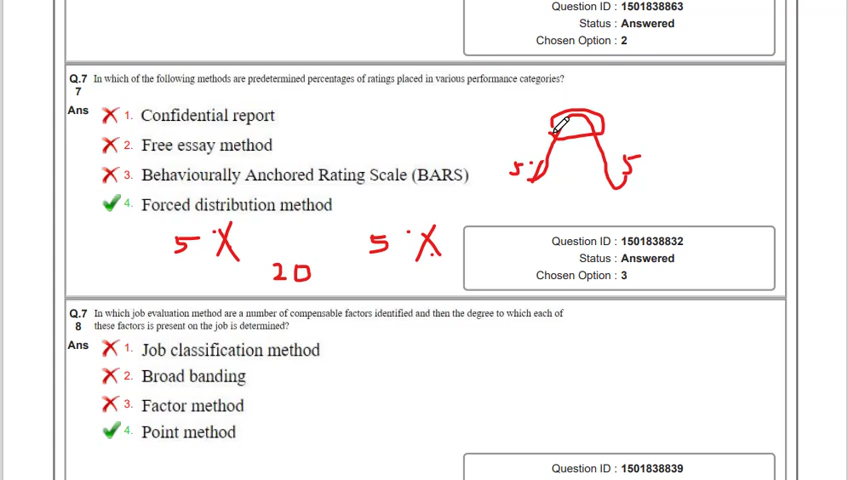 Question ID : 1501838863
Status : Answered
Chosen Option : 2
Q.7 In which of the following methods are predetermined percentages of ratings placed in various performance categories?
7
Ans 1. Confidential report
2. Free essay method
3. Behaviourally Anchored Rating Scale (BARS)
4. Forced distribution method
5% 5
5 % 5 %
20
Question ID : 1501838832
Status : Answered
Chosen Option : 3
Q.7 In which job evaluation method are a number of compensable factors identified and then the degree to which each of
8 these factors is present on the job is determined?
Ans 1. Job classification method
2. Broad banding
3. Factor method
4. Point method
Question ID : 1501838839